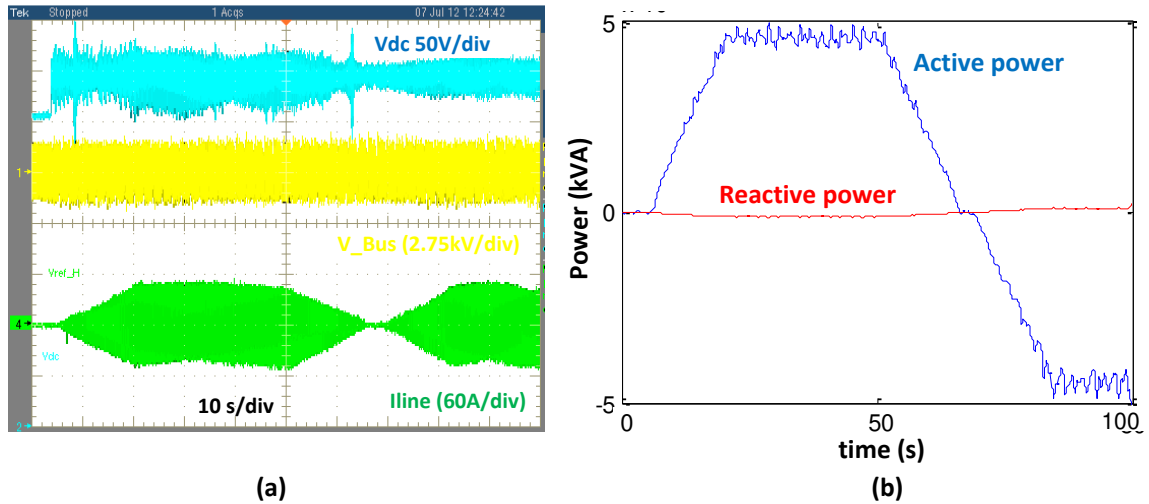 Tek Stopped 1 Acqs 07 Jul 12 12:24:42
Vdc 50V/div
1
V_Bus (2.75kV/div)
Vref_H
4
Vdc
10 s/div
Iline (60A/div)
2
(a)
5
Active power
Reactive power
0
Power (kVA)
-5
0
50
100
time (s)
(b)